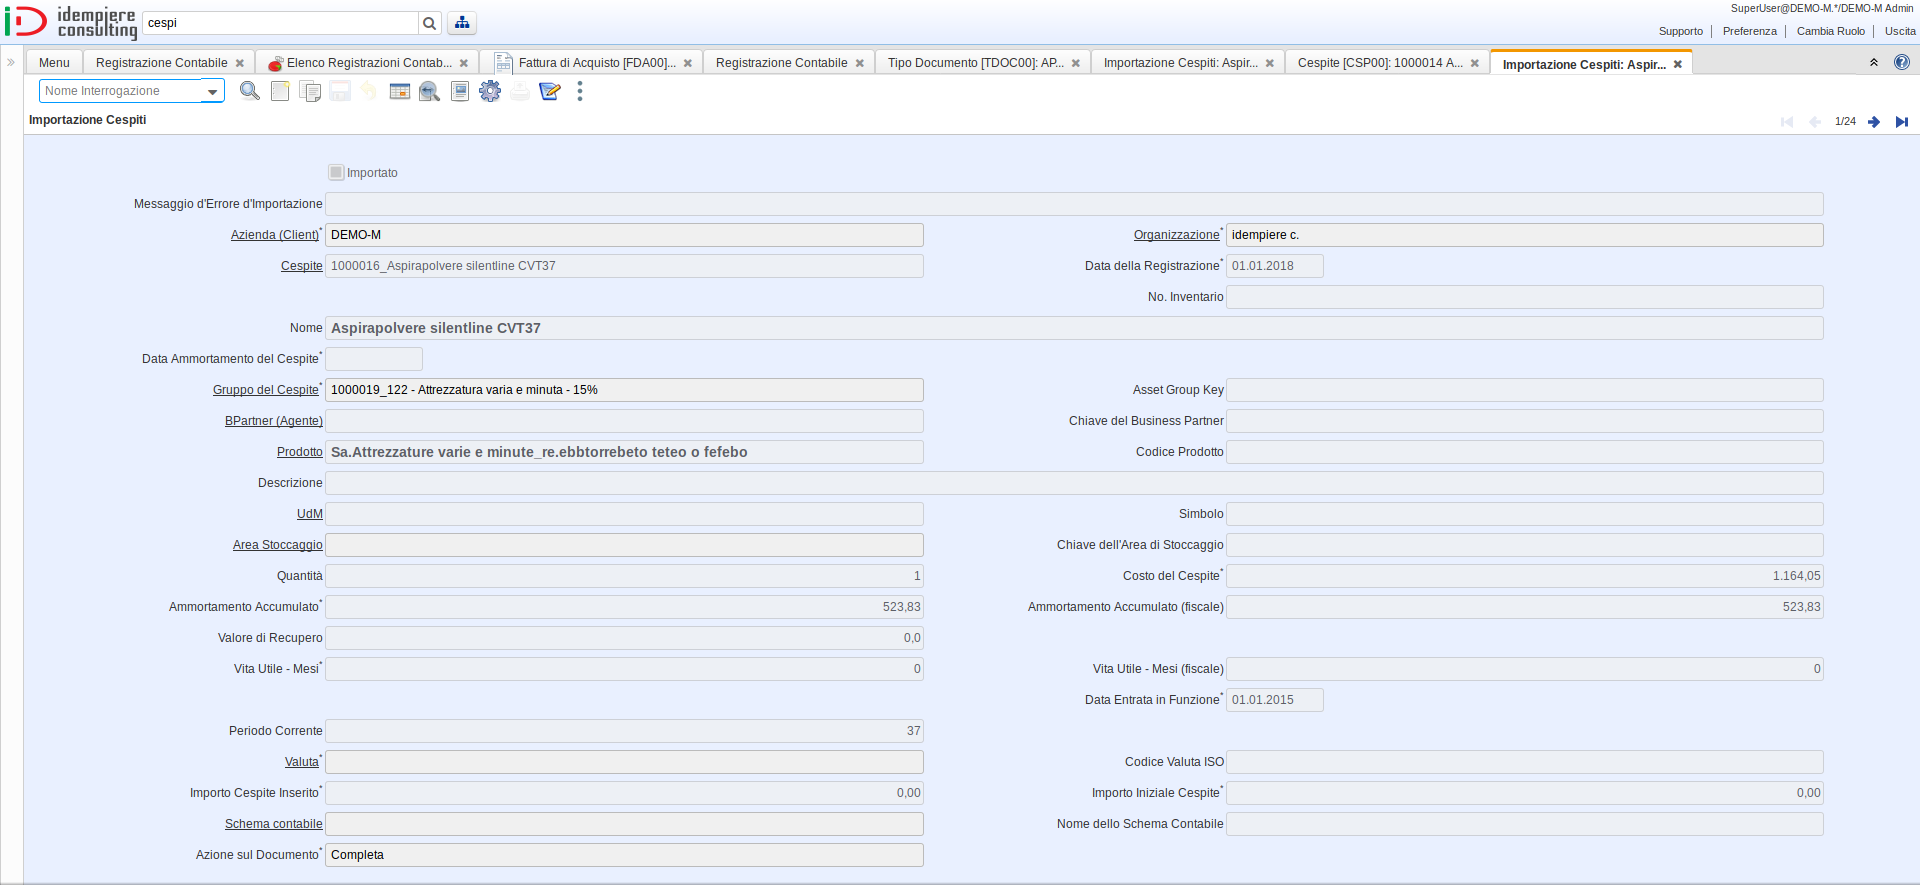 idempiere
consulting
cespi
SuperUser@DEMO-M.*/DEMO-M Admin
Supporto Preferenza Cambia Ruolo Uscita
Menu Registrazione Contabile Elenco Registrazioni Contab... Fattura di Acquisto [FDA00]... Registrazione Contabile Tipo Documento [TDOC00]: AP... Importazione Cespiti: Aspir... Cespite [CSP00]: 1000014 A... Importazione Cespiti: Aspir...
Nome Interrogazione
Importazione Cespiti 1/24
Importato
Messaggio d'Errore d'Importazione
Azienda (Client)* DEMO-M Organizzazione* idempiere c.
Cespite 1000016_Aspirapolvere silentline CVT37 Data della Registrazione* 01.01.2018
No. Inventario
Nome Aspirapolvere silentline CVT37
Data Ammortamento del Cespite*
Gruppo del Cespite* 1000019_122 - Attrezzatura varia e minuta - 15% Asset Group Key
BPartner (Agente) Chiave del Business Partner
Prodotto Sa.Attrezzature varie e minute_re.ebbtorrebeto teteo o fefebo Codice Prodotto
Descrizione
UdM Simbolo
Area Stoccaggio Chiave dell'Area di Stoccaggio
Quantità 1 Costo del Cespite* 1.164,05
Ammortamento Accumulato* 523,83 Ammortamento Accumulato (fiscale) 523,83
Valore di Recupero 0,0
Vita Utile - Mesi* 0 Vita Utile - Mesi (fiscale) 0
Data Entrata in Funzione* 01.01.2015
Periodo Corrente 37
Valuta* Codice Valuta ISO
Importo Cespite Inserito* 0,00 Importo Iniziale Cespite* 0,00
Schema contabile Nome dello Schema Contabile
Azione sul Documento* Completa